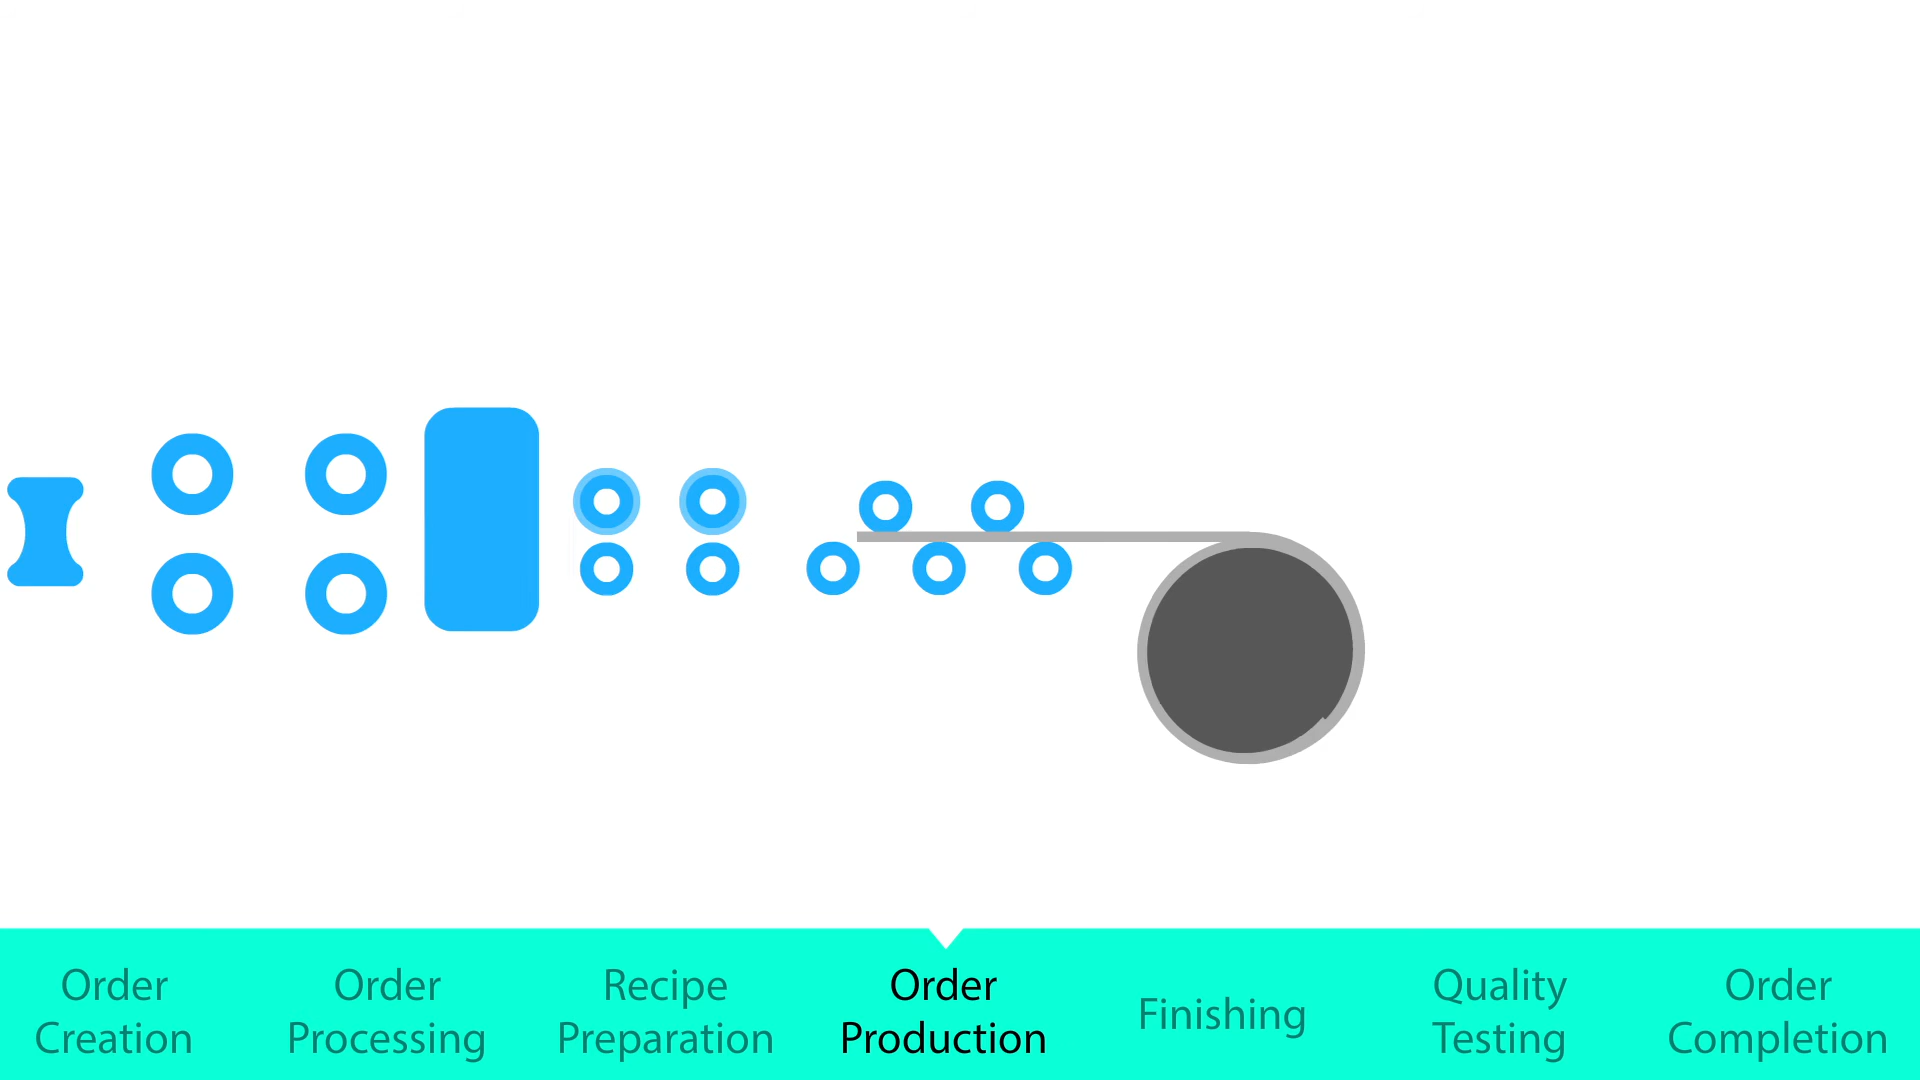 Order
Creation
Order
Processing
Recipe
Preparation
Order
Production
Finishing
Quality
Testing
Order
Completion